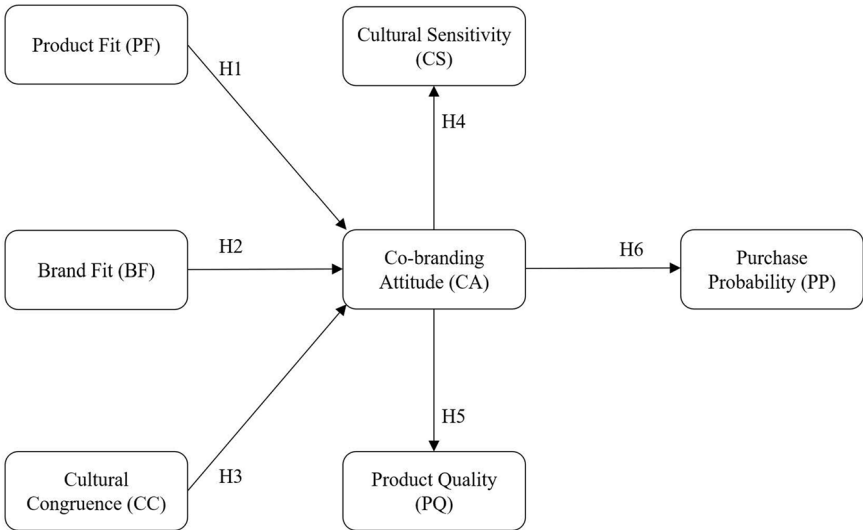 Product Fit (PF)
Cultural Sensitivity
(CS)
H1
H4
Brand Fit (BF)
H2
Co-branding
Attitude (CA)
H6
Purchase
Probability (PP)
H3
H5
Cultural
Congruence (CC)
Product Quality
(PQ)